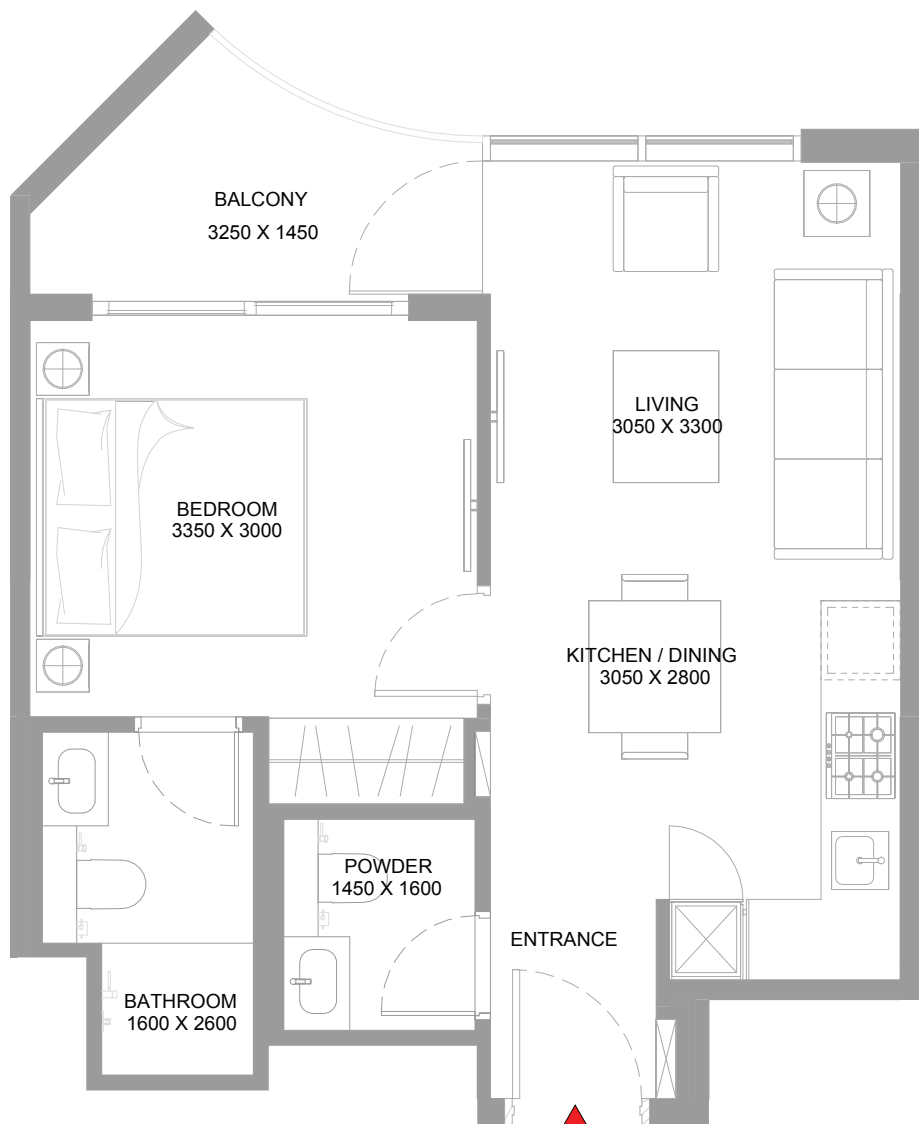 BALCONY
3250 X 1450
LIVING
3050 X 3300
BEDROOM
3350 X 3000
KITCHEN / DINING
3050 X 2800
POWDER
1450 X 1600
ENTRANCE
BATHROOM
1600 X 2600